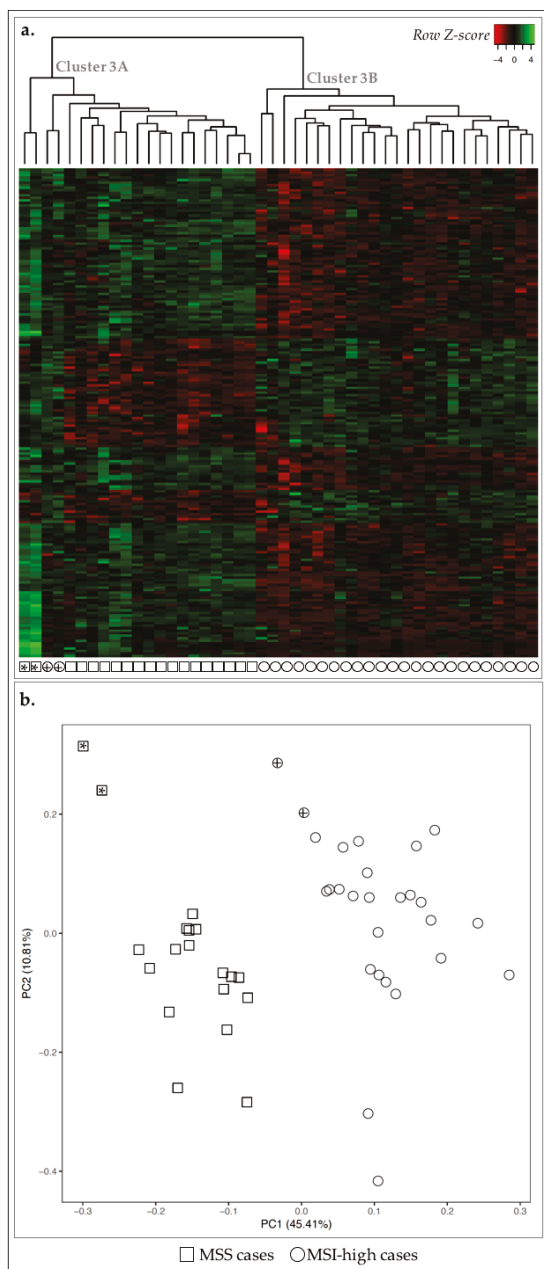 a.
Row Z-score
-4 0 4
Cluster 3A
Cluster 3B
b.
0.2
0.0
-0.2
-0.4
PC2 (10.81%)
-0.3 -0.2 -0.1 0.0 0.1 0.2 0.3
PC1 (45.41%)
MSS cases MSI-high cases